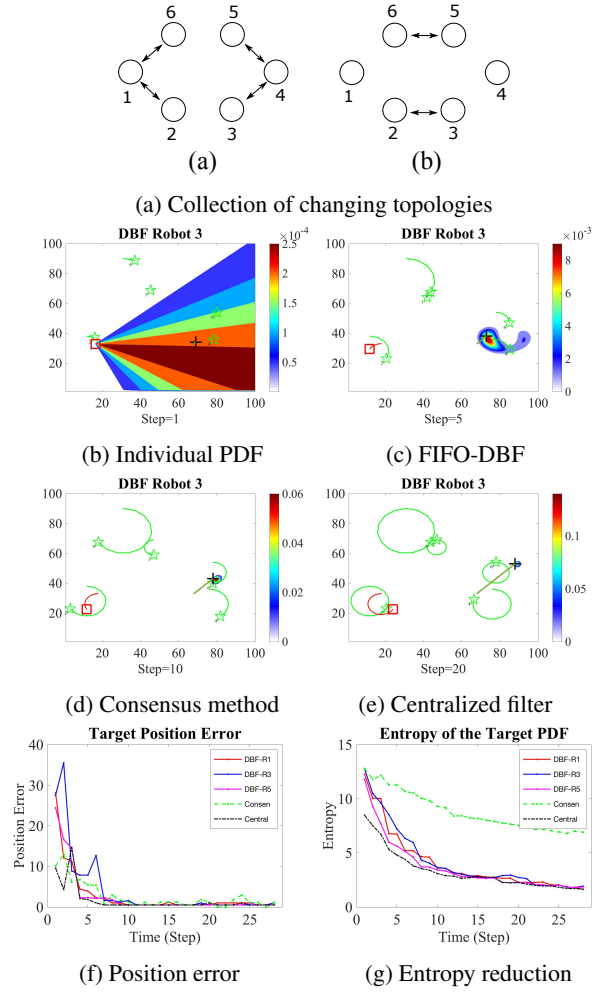 6 5
1 4
2 3
(a)
6 5
1 4
2 3
(b)
(a) Collection of changing topologies
DBF Robot 3
×10⁻⁴
100
80
60
40
20
20 40 60 80 100
Step=1
2.5
2
1.5
1
0.5
(b) Individual PDF
DBF Robot 3
×10⁻³
100
80
60
40
20
20 40 60 80 100
Step=5
8
6
4
2
0
(c) FIFO-DBF
DBF Robot 3
100
80
60
40
20
20 40 60 80 100
Step=10
0.06
0.04
0.02
0
(d) Consensus method
DBF Robot 3
100
80
60
40
20
20 40 60 80 100
Step=20
0.1
0.05
0
(e) Centralized filter
Target Position Error
Position Error
40
30
20
10
0
0 5 10 15 20 25
Time (Step)
DBF-R1
DBF-R3
DBF-R5
Consen
Central
(f) Position error
Entropy of the Target PDF
Entropy
15
10
5
0
0 5 10 15 20 25
Time (Step)
DBF-R1
DBF-R3
DBF-R5
Consen
Central
(g) Entropy reduction